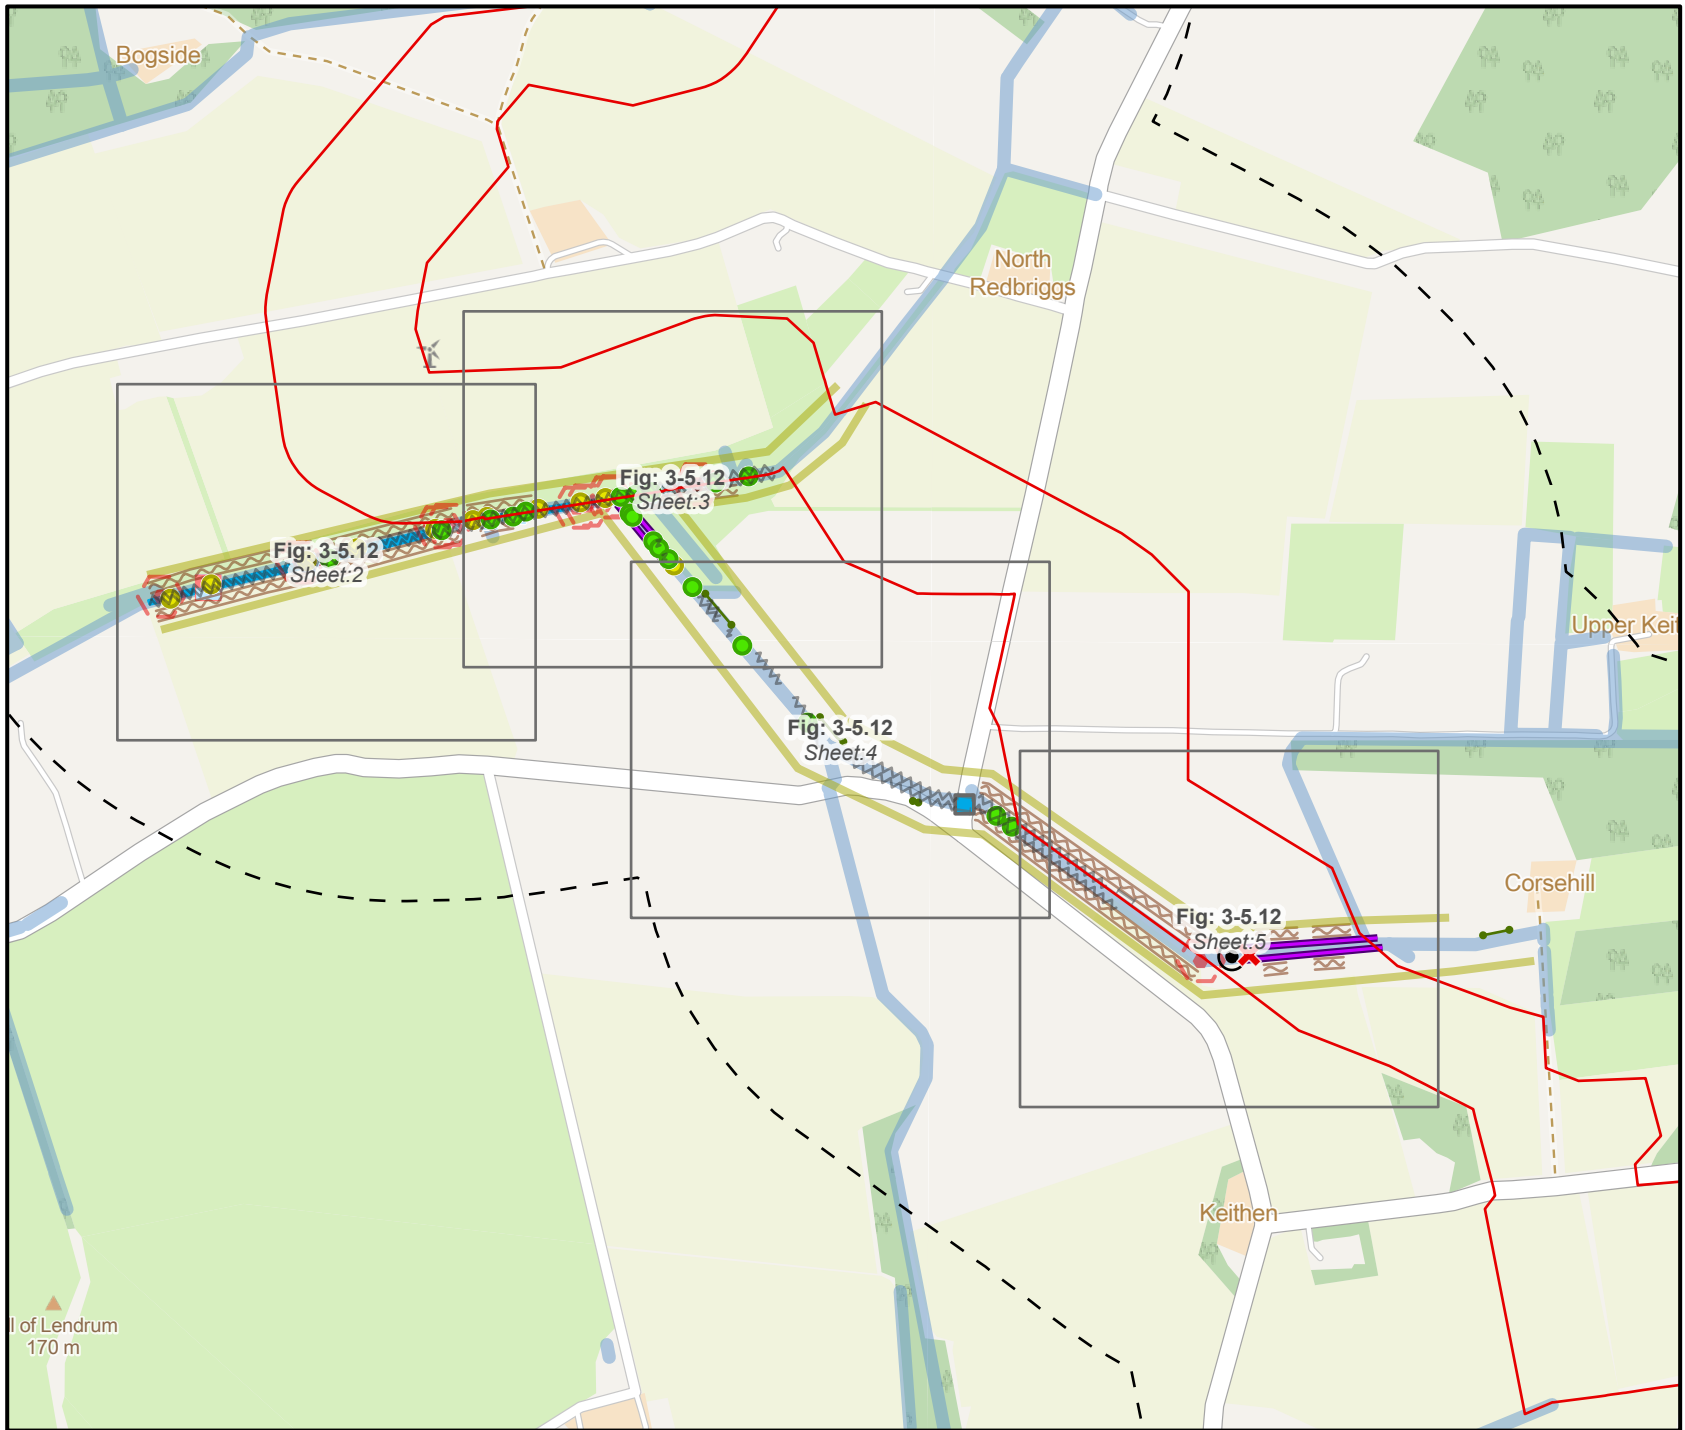 Bogside
North
Redbriggs
Fig: 3-5.12
Sheet:3
Fig: 3-5.12
Sheet:2
Upper Keit
Fig: 3-5.12
Sheet:4
Corsehill
Fig: 3-5.12
Sheet:5
Keithen
l of Lendrum
170 m